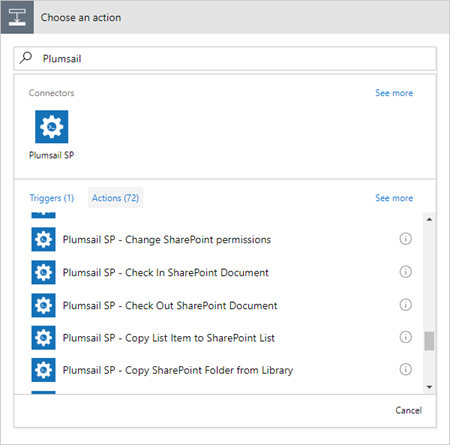 Choose an action
Plumsail
Connectors
See more
Plumsail SP
Triggers (1)
Actions (72)
See more
Plumsail SP - Change SharePoint permissions
Plumsail SP - Check In SharePoint Document
Plumsail SP - Check Out SharePoint Document
Plumsail SP - Copy List Item to SharePoint List
Plumsail SP - Copy SharePoint Folder from Library
Cancel